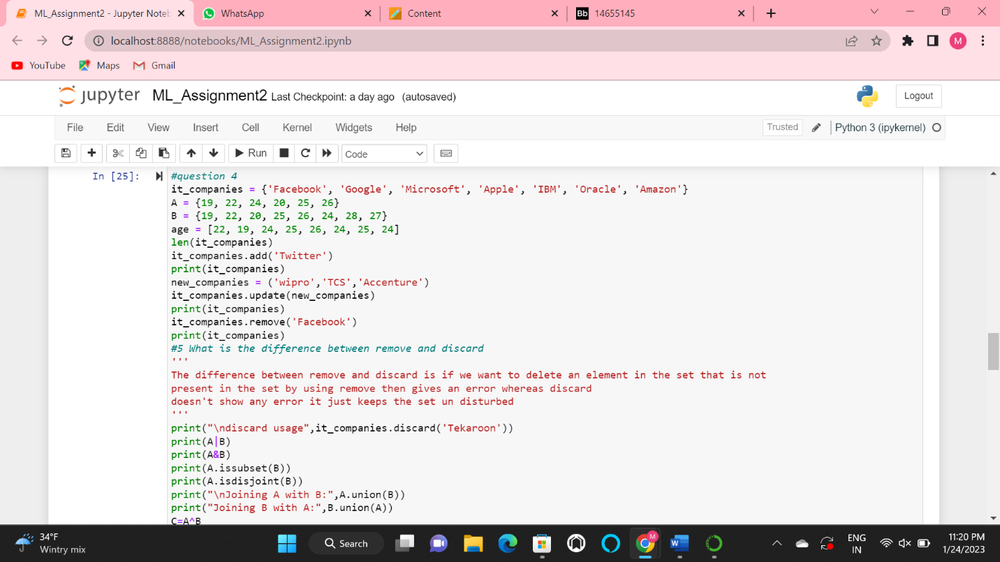 ML_Assignment2 - Jupyter Noteb
WhatsApp
Content
Bb 14655145
localhost:8888/notebooks/ML_Assignment2.ipynb
M
YouTube
Maps
Gmail
jupyter ML_Assignment2 Last Checkpoint: a day ago (autosaved)
Logout
File Edit View Insert Cell Kernel Widgets Help
Trusted
Python 3 (ipykernel)
Run
Code
In [25]:
#question 4
it_companies = {'Facebook', 'Google', 'Microsoft', 'Apple', 'IBM', 'Oracle', 'Amazon'}
A = {19, 22, 24, 20, 25, 26}
B = {19, 22, 20, 25, 26, 24, 28, 27}
age = [22, 19, 24, 25, 26, 24, 25, 24]
len(it_companies)
it_companies.add('Twitter')
print(it_companies)
new_companies = ('wipro','TCS','Accenture')
it_companies.update(new_companies)
print(it_companies)
it_companies.remove('Facebook')
print(it_companies)
#5 What is the difference between remove and discard
'''
The difference between remove and discard is if we want to delete an element in the set that is not
present in the set by using remove then gives an error whereas discard
doesn't show any error it just keeps the set un disturbed
'''
print("\ndiscard usage",it_companies.discard('Tekaroon'))
print(A|B)
print(A&B)
print(A.issubset(B))
print(A.isdisjoint(B))
print("\nJoining A with B:",A.union(B))
print("Joining B with A:",B.union(A))
C=A^B
34°F
Wintry mix
Search
M
ENG
IN
11:20 PM
1/24/2023